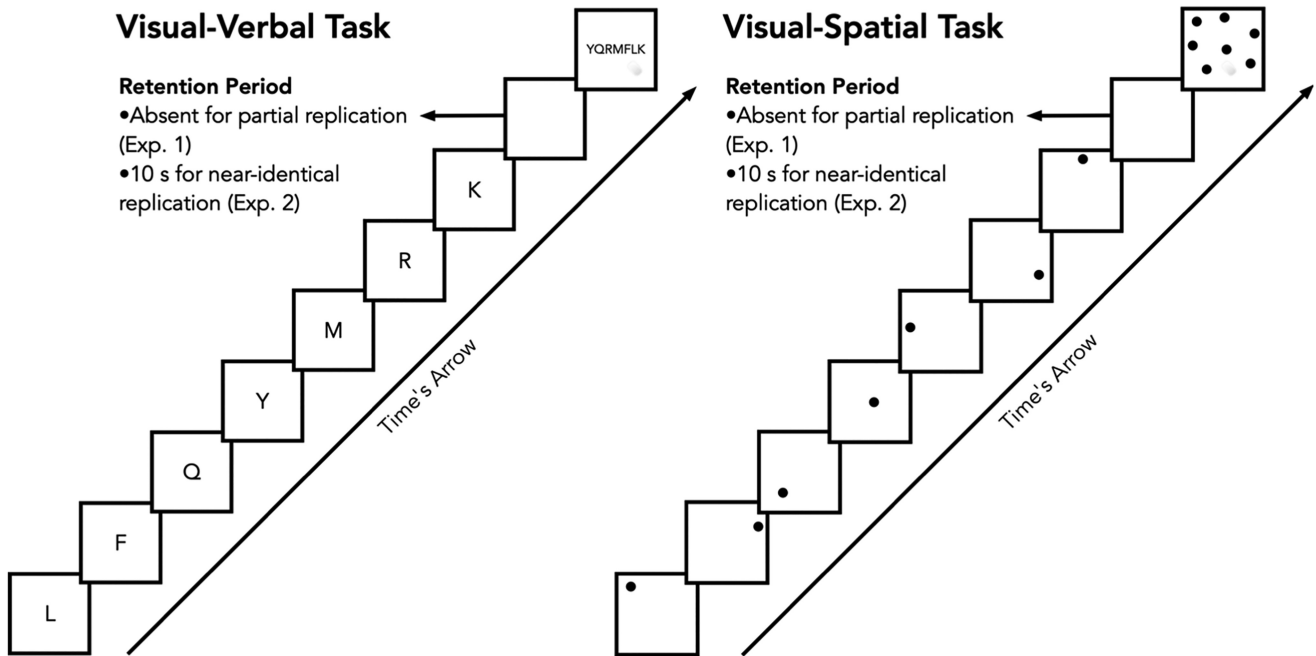 Visual-Verbal Task
Retention Period
•Absent for partial replication
(Exp. 1)
•10 s for near-identical
replication (Exp. 2)
YQRMFLK
K
R
M
Y
Q
F
L
Time's Arrow
Visual-Spatial Task
Retention Period
•Absent for partial replication
(Exp. 1)
•10 s for near-identical
replication (Exp. 2)
Time's Arrow